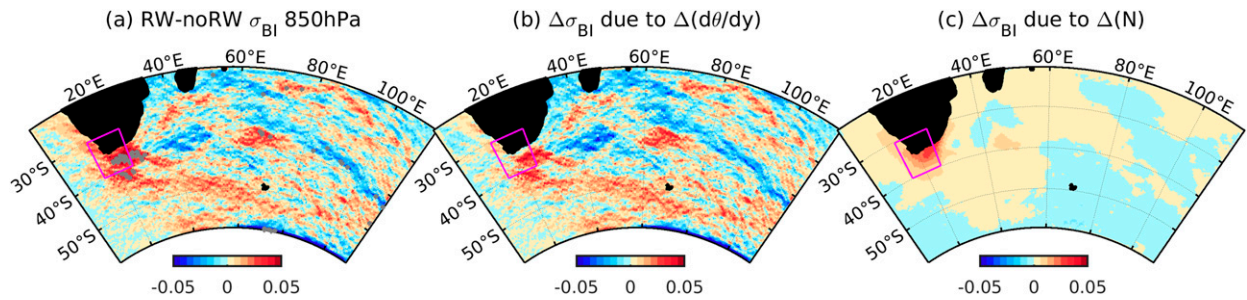 (a) RW-noRW σBI 850hPa
20°E 40°E 60°E 80°E 100°E
30°S
40°S
50°S
-0.05 0 0.05
(b) ΔσBI due to Δ(dθ/dy)
20°E 40°E 60°E 80°E 100°E
30°S
40°S
50°S
-0.05 0 0.05
(c) ΔσBI due to Δ(N)
20°E 40°E 60°E 80°E 100°E
30°S
40°S
50°S
-0.05 0 0.05